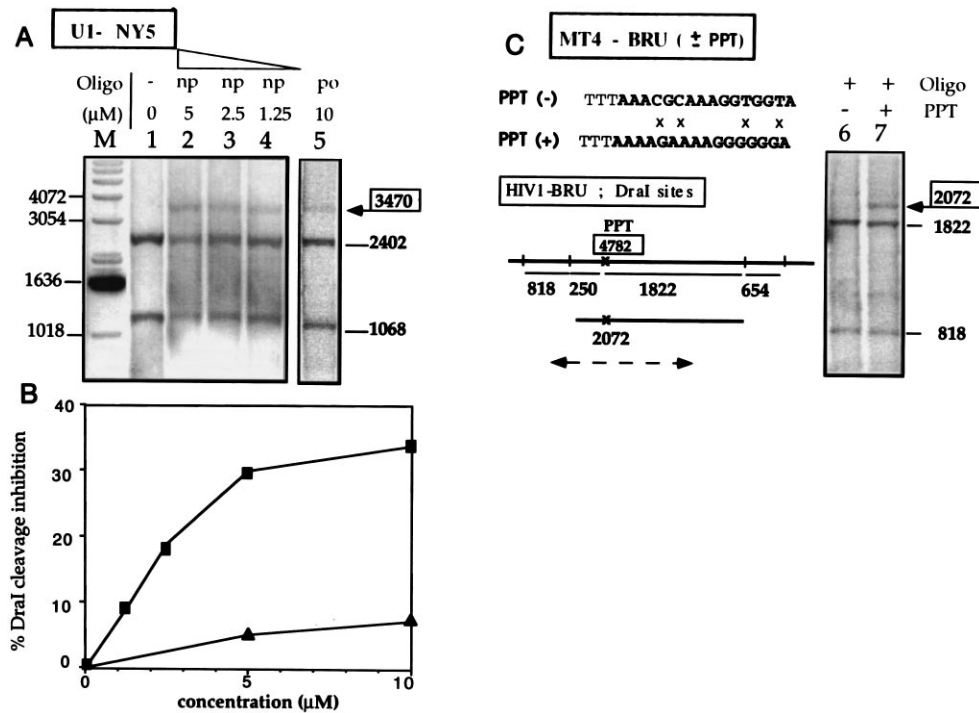 A
U1- NY5
Oligo - np np np po
(µM) 0 5 2.5 1.25 10
M 1 2 3 4 5
4072
3054
1636
1018
3470
2402
1068
B
% DraI cleavage inhibition
40
30
20
10
0
0 5 10
concentration (µM)
C
MT4 - BRU ( ± PPT)
PPT (-) TTTAAACGCAAAGGTGGTA
x x x x
PPT (+) TTTAAAAGAAAAGGGGGGA
HIV1-BRU ; DraI sites
PPT
4782
x
818 250 1822 654
x
2072
+ + Oligo
- + PPT
6 7
2072
1822
818